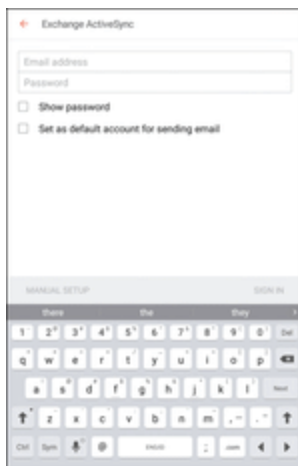 Exchange ActiveSync
Email address
Password
Show password
Set as default account for sending email
MANUAL SETUP SIGN IN
there the they
1 2 3 4 5 6 7 8 9 0 Del
q w e r t y u i o p
a s d f g h j k l Next
z x c v b n m
Ctrl Sym @ ; .com